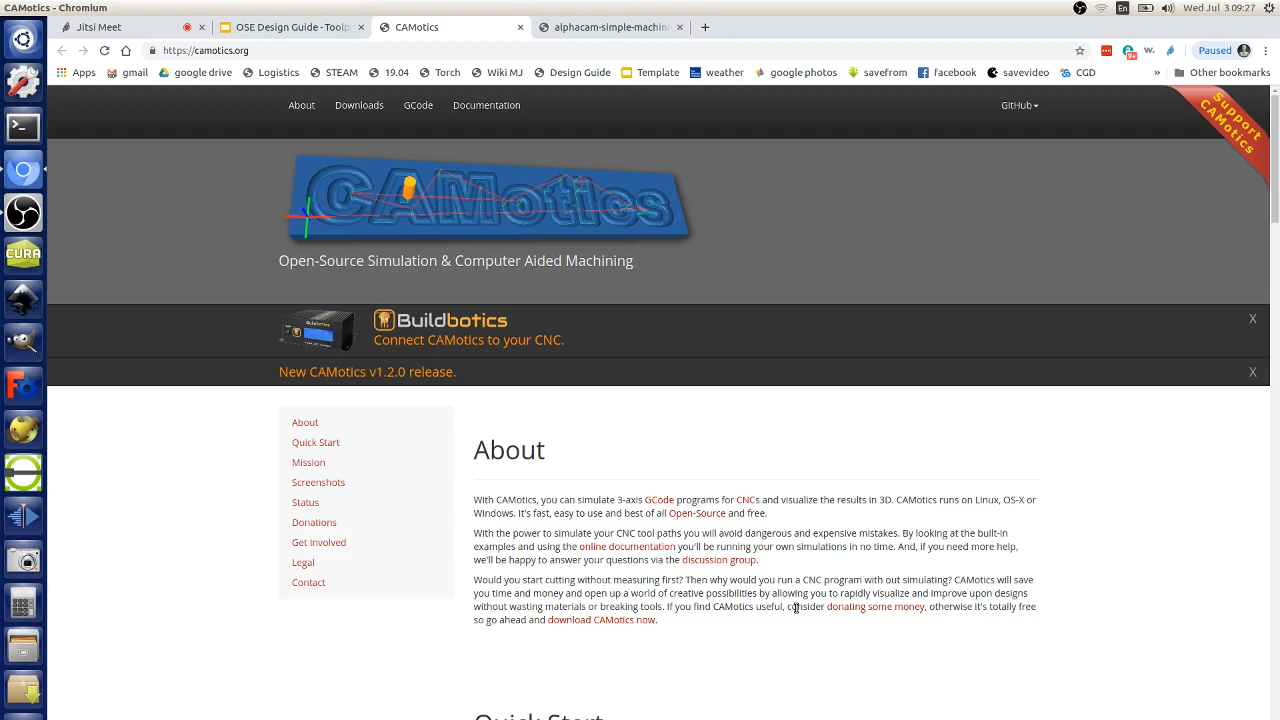 CAMotics - Chromium
En
Wed Jul 3 09:27
Jitsi Meet
OSE Design Guide - Toolp
CAMotics
alphacam-simple-machini
https://camotics.org
W.
Paused
Apps
gmail
google drive
Logistics
STEAM
19.04
Torch
Wiki MJ
Design Guide
Template
weather
google photos
savefrom
facebook
savevideo
CGD
»
Other bookmarks
About
Downloads
GCode
Documentation
GitHub
Support
CAMotics
CAMotics
Open-Source Simulation & Computer Aided Machining
Buildbotics
Connect CAMotics to your CNC.
X
New CAMotics v1.2.0 release.
X
CURA
About
Quick Start
Mission
Screenshots
Status
Donations
Get Involved
Legal
Contact
About
With CAMotics, you can simulate 3-axis GCode programs for CNCs and visualize the results in 3D. CAMotics runs on Linux, OS-X or
Windows. It's fast, easy to use and best of all Open-Source and free.
With the power to simulate your CNC tool paths you will avoid dangerous and expensive mistakes. By looking at the built-in
examples and using the online documentation you'll be running your own simulations in no time. And, if you need more help,
we'll be happy to answer your questions via the discussion group.
Would you start cutting without measuring first? Then why would you run a CNC program with out simulating? CAMotics will save
you time and money and open up a world of creative possibilities by allowing you to rapidly visualize and improve upon designs
without wasting materials or breaking tools. If you find CAMotics useful, consider donating some money, otherwise it's totally free
so go ahead and download CAMotics now.
Quick Start